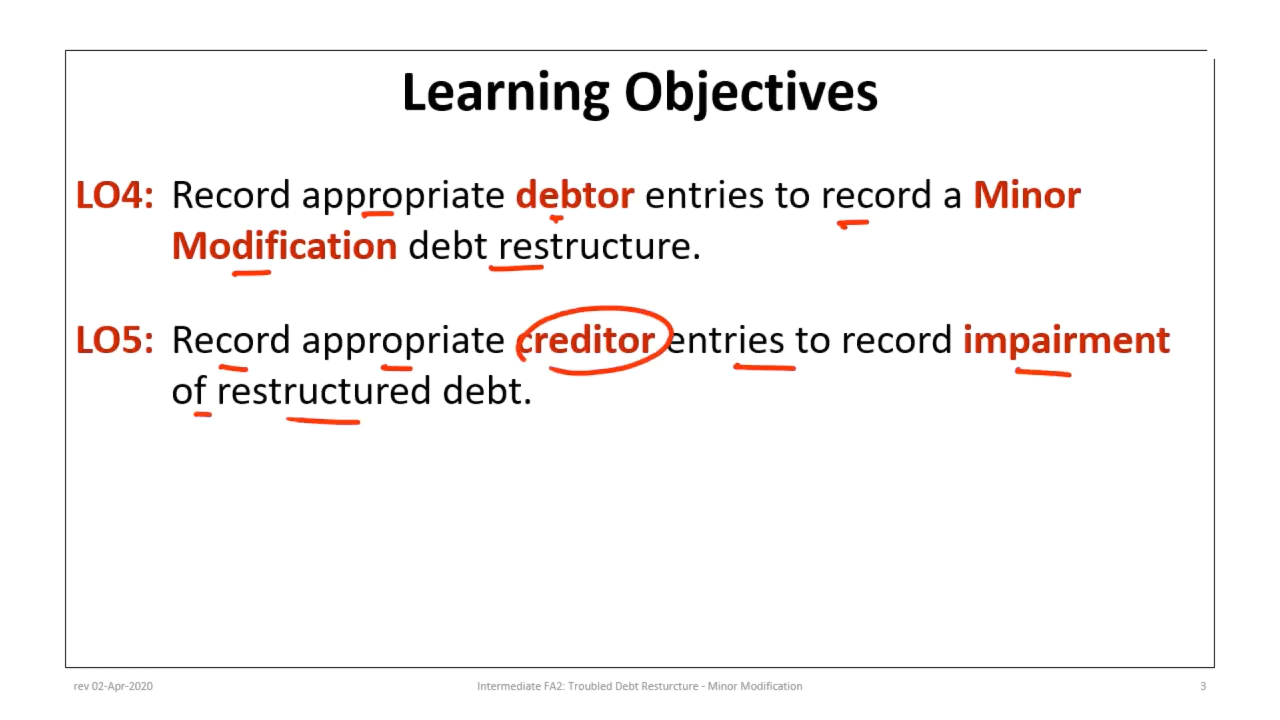 Learning Objectives
LO4: Record appropriate debtor entries to record a Minor
Modification debt restructure.
LO5: Record appropriate creditor entries to record impairment
of restructured debt.
rev 02-Apr-2020 Intermediate FA2: Troubled Debt Resturcture - Minor Modification 3